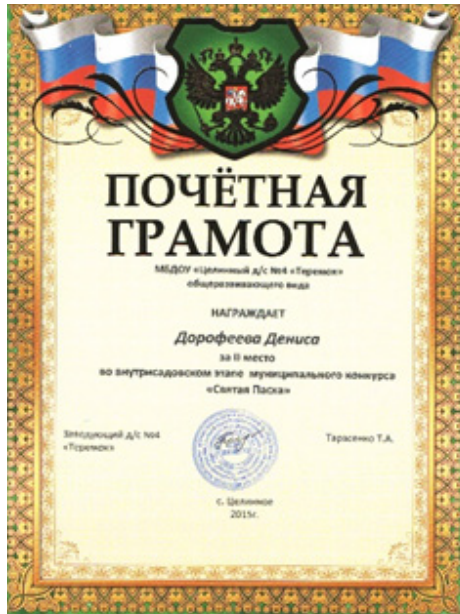 ПОЧЁТНАЯ
ГРАМОТА
МБДОУ «Целинный д/с №4 «Теремок»
общеразвивающего вида
НАГРАЖДАЕТ
Дорофеева Дениса
за II место
во внутрисадовском этапе муниципального конкурса
«Святая Пасха»
Заведующий д/с №4
«Теремок»
Тарасенко Т.А.
с. Целинное
2015г.